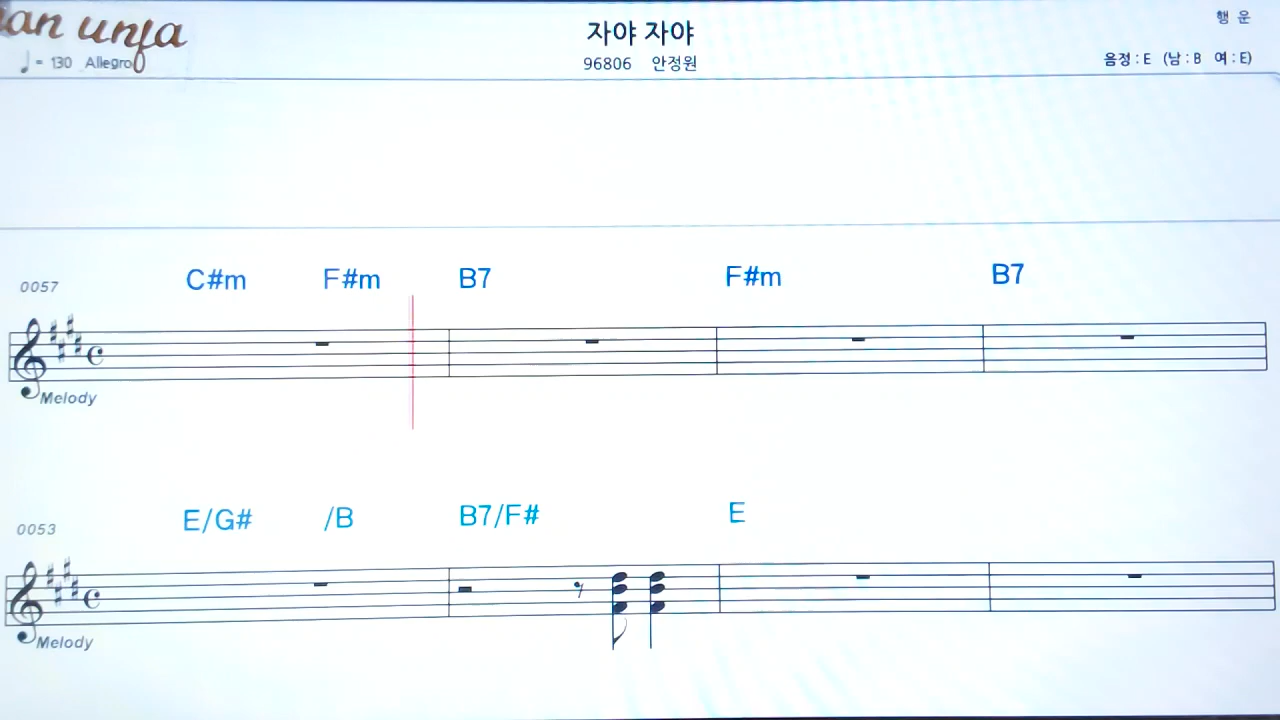 an unja
자야 자야
행 운
♩= 130 Allegro
96806 안정원
음정 : E (남 : B 여 : E)
0057
C#m F#m B7 F#m B7
Melody
0053
E/G# /B B7/F# E
Melody